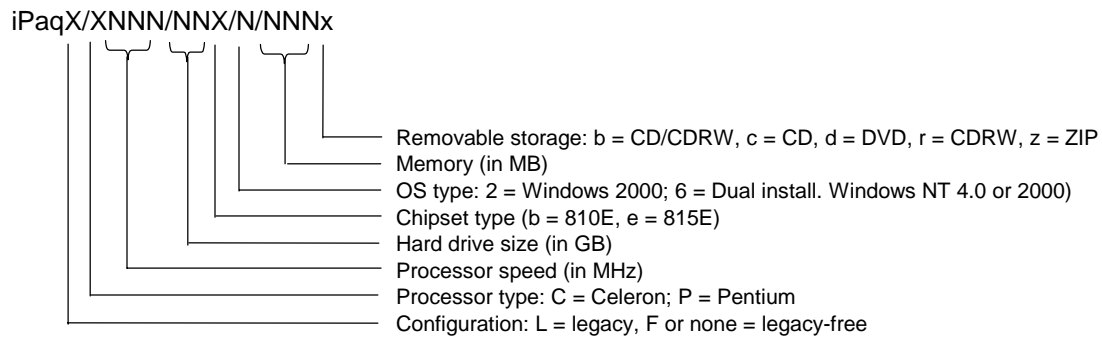 iPaqX/XNNN/NNX/N/NNNx
Removable storage: b = CD/CDRW, c = CD, d = DVD, r = CDRW, z = ZIP
Memory (in MB)
OS type: 2 = Windows 2000; 6 = Dual install. Windows NT 4.0 or 2000)
Chipset type (b = 810E, e = 815E)
Hard drive size (in GB)
Processor speed (in MHz)
Processor type: C = Celeron; P = Pentium
Configuration: L = legacy, F or none = legacy-free